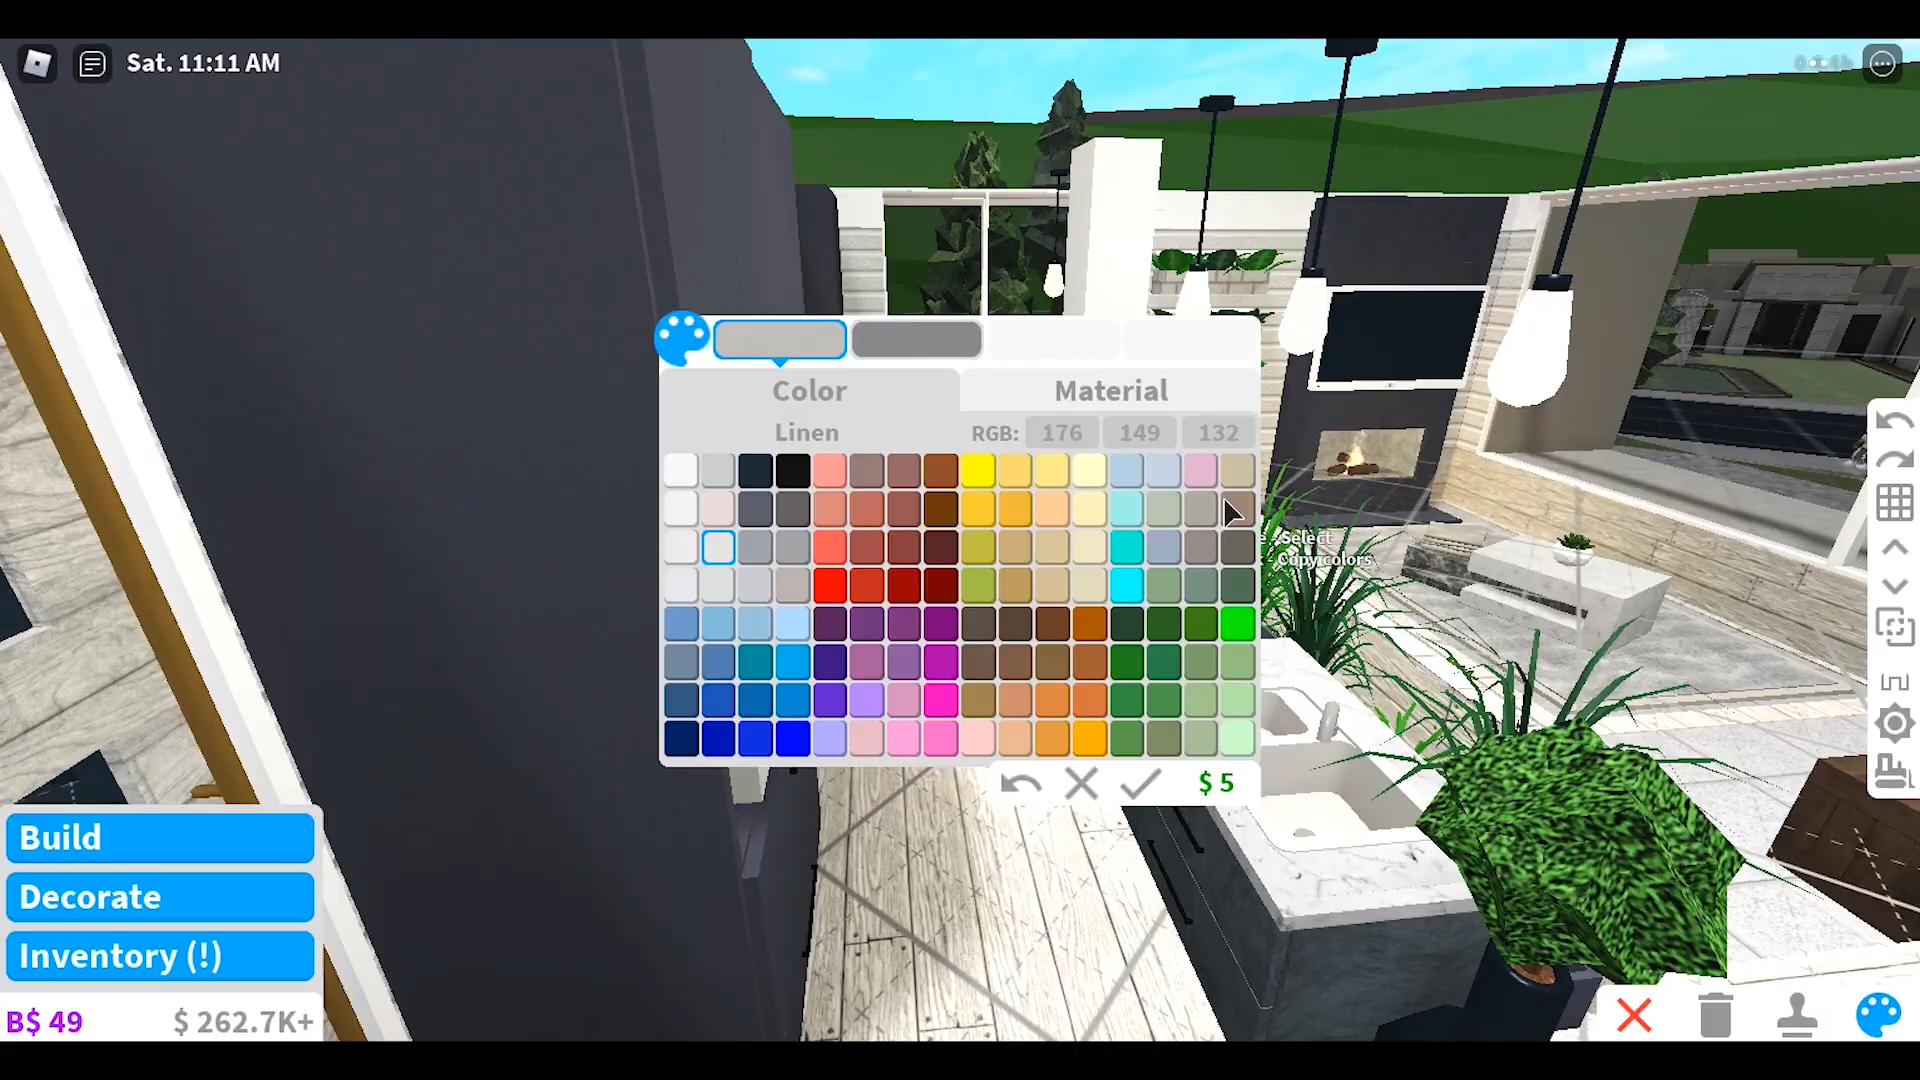 Sat. 11:11 AM
Color
Material
Linen
RGB: 176 149 132
Select
Copy colors
$ 5
Build
Decorate
Inventory (!)
B$ 49
$ 262.7K+